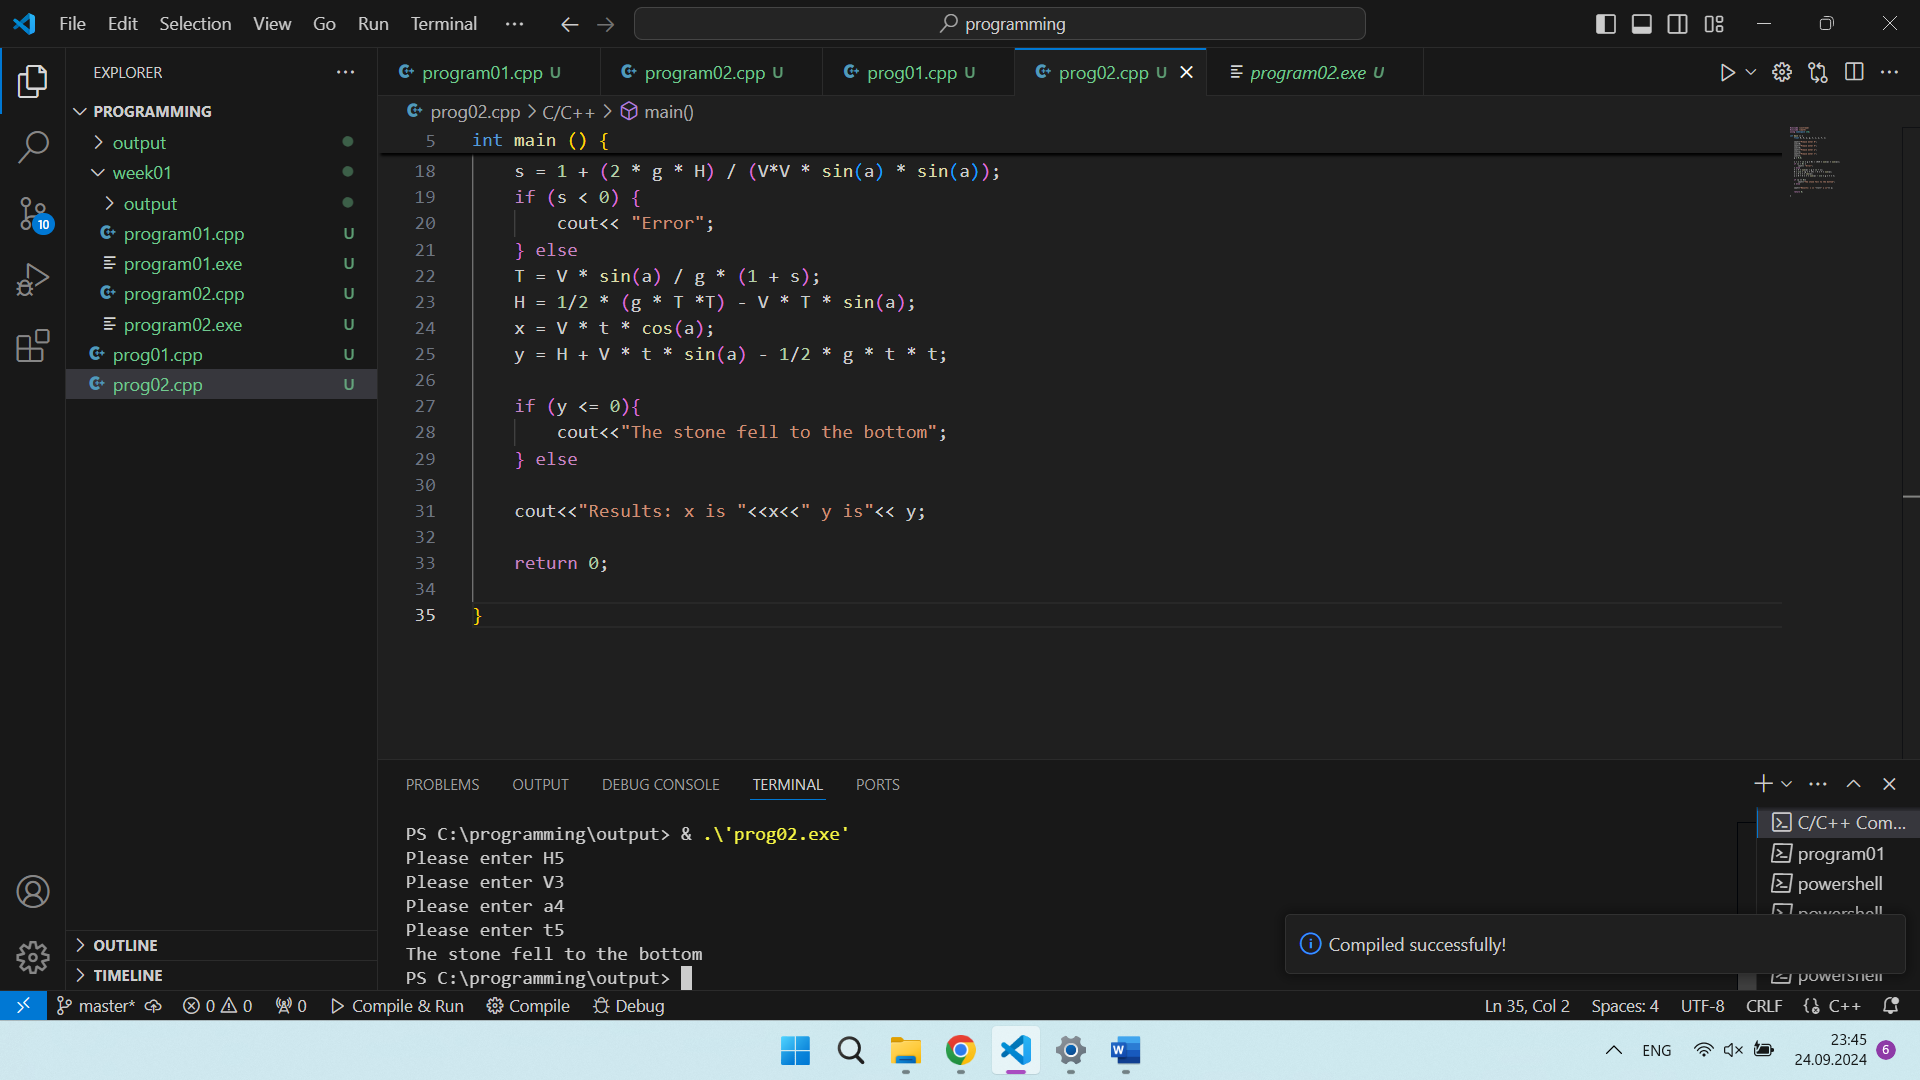 File Edit Selection View Go Run Terminal ··· programming
EXPLORER ···
PROGRAMMING
output
week01
output
program01.cpp U
program01.exe U
program02.cpp U
program02.exe U
prog01.cpp U
prog02.cpp U
OUTLINE
TIMELINE
10
program01.cpp U program02.cpp U prog01.cpp U prog02.cpp U program02.exe U
prog02.cpp > C/C++ > main()
5 int main () {
18 s = 1 + (2 * g * H) / (V*V * sin(a) * sin(a));
19 if (s < 0) {
20 cout<< "Error";
21 } else
22 T = V * sin(a) / g * (1 + s);
23 H = 1/2 * (g * T *T) - V * T * sin(a);
24 x = V * t * cos(a);
25 y = H + V * t * sin(a) - 1/2 * g * t * t;
26
27 if (y <= 0){
28 cout<<"The stone fell to the bottom";
29 } else
30
31 cout<<"Results: x is "<<x<<" y is"<< y;
32
33 return 0;
34
35 }
PROBLEMS OUTPUT DEBUG CONSOLE TERMINAL PORTS
PS C:\programming\output> & .\'prog02.exe'
Please enter H5
Please enter V3
Please enter a4
Please enter t5
The stone fell to the bottom
PS C:\programming\output>
C/C++ Com...
program01
powershell
powershell
powershell
Compiled successfully!
master* 0 0 0 Compile & Run Compile Debug Ln 35, Col 2 Spaces: 4 UTF-8 CRLF C++
ENG 23:45
24.09.2024 6